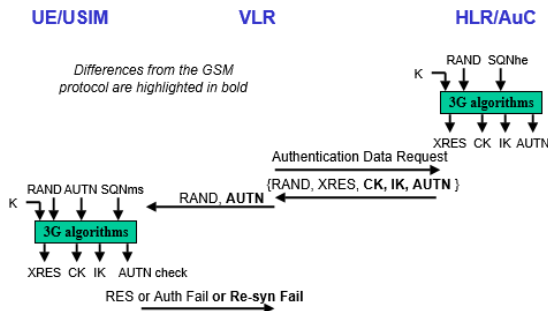 UE/USIM VLR HLR/AuC
Differences from the GSM
protocol are highlighted in bold
K RAND SQNhe
3G algorithms
XRES CK IK AUTN
Authentication Data Request
{RAND, XRES, CK, IK, AUTN }
RAND, AUTN
K RAND AUTN SQNms
3G algorithms
XRES CK IK AUTN check
RES or Auth Fail or Re-syn Fail